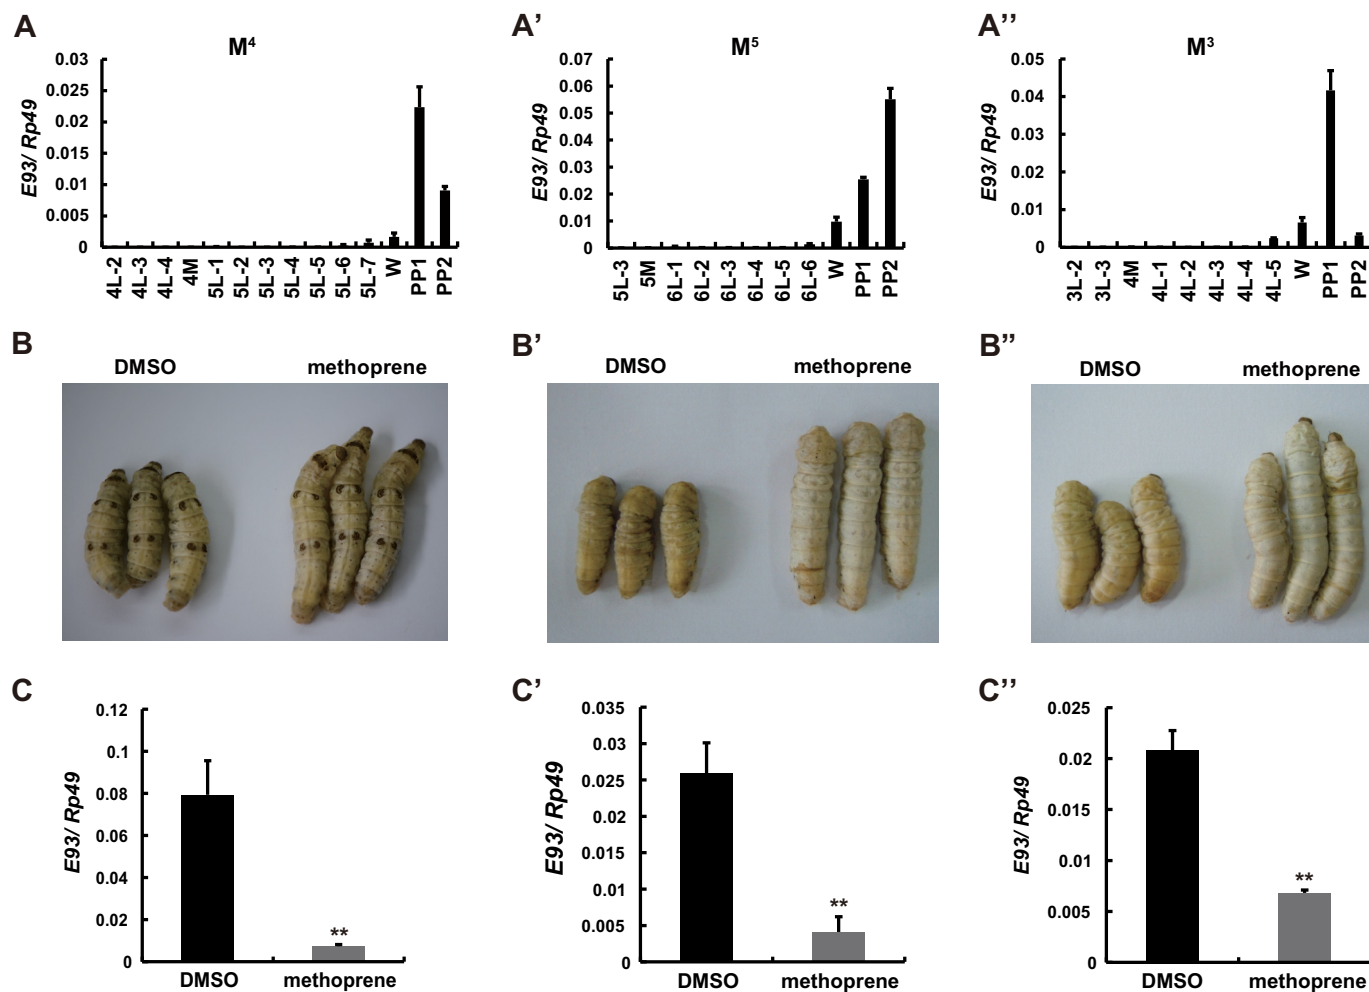 A
M⁴
0.03
0.025
0.02
0.015
0.01
0.005
0
E93/ Rp49
4L-2
4L-3
4L-4
4M
5L-1
5L-2
5L-3
5L-4
5L-5
5L-6
5L-7
W
PP1
PP2
A’
M⁵
0.07
0.06
0.05
0.04
0.03
0.02
0.01
0
E93/ Rp49
5L-3
5M
6L-1
6L-2
6L-3
6L-4
6L-5
6L-6
W
PP1
PP2
A’’
M³
0.05
0.04
0.03
0.02
0.01
0
E93/ Rp49
3L-2
3L-3
4M
4L-1
4L-2
4L-3
4L-4
4L-5
W
PP1
PP2
B
DMSO methoprene
B’
DMSO methoprene
B’’
DMSO methoprene
C
0.12
0.1
0.08
0.06
0.04
0.02
0
E93/ Rp49
**
DMSO methoprene
C’
0.035
0.03
0.025
0.02
0.015
0.01
0.005
0
E93/ Rp49
**
DMSO methoprene
C’’
0.025
0.02
0.015
0.01
0.005
0
E93/ Rp49
**
DMSO methoprene